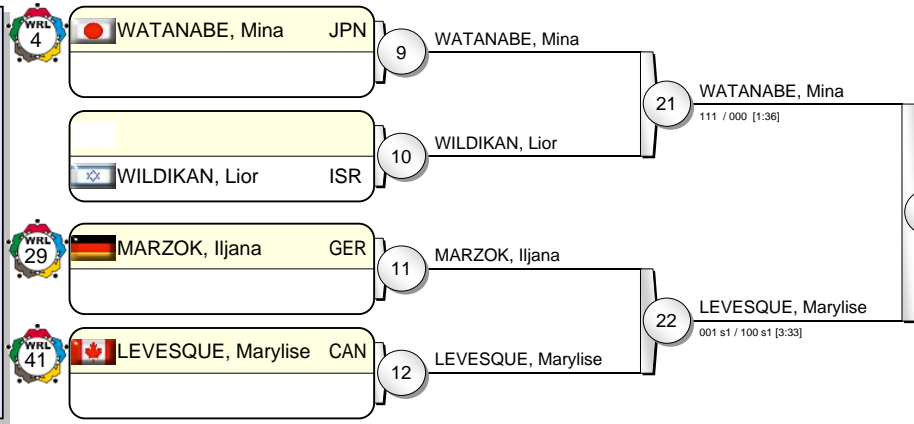 WRL
4
WATANABE, Mina JPN
9
WATANABE, Mina
21
WATANABE, Mina
111 / 000 [1:36]
10
WILDIKAN, Lior
WILDIKAN, Lior ISR
WRL
29
MARZOK, Iljana GER
11
MARZOK, Iljana
22
LEVESQUE, Marylise
001 s1 / 100 s1 [3:33]
WRL
41
LEVESQUE, Marylise CAN
12
LEVESQUE, Marylise